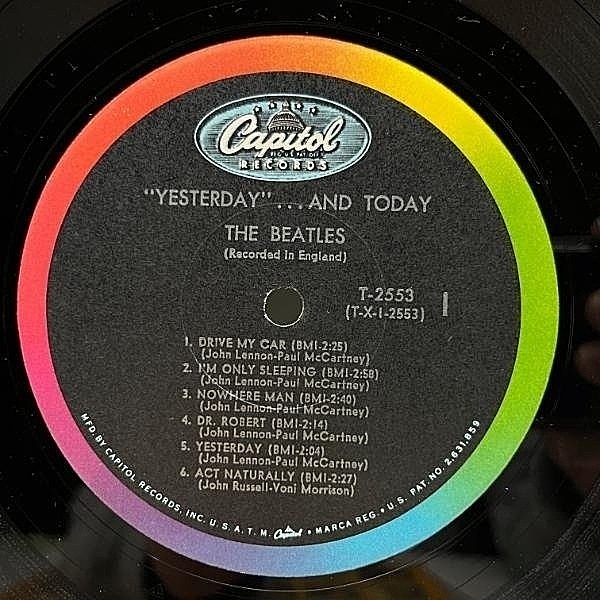 Capitol
REG. U.S. PAT. OFF.
RECORDS
"YESTERDAY" ... AND TODAY
THE BEATLES
(Recorded in England)
T-2553
(T-X-1-2553)
1
1. DRIVE MY CAR (BMI-2:25)
(John Lennon-Paul McCartney)
2. I'M ONLY SLEEPING (BMI-2:58)
(John Lennon-Paul McCartney)
3. NOWHERE MAN (BMI-2:40)
(John Lennon-Paul McCartney)
4. DR. ROBERT (BMI-2:14)
(John Lennon-Paul McCartney)
5. YESTERDAY (BMI-2:04)
(John Lennon-Paul McCartney)
6. ACT NATURALLY (BMI-2:27)
(John Russell-Voni Morrison)
MFD. BY CAPITOL RECORDS, INC. U.S.A. T.M. Capitol • MARCA REG. • U.S. PAT. NO. 2,631,859